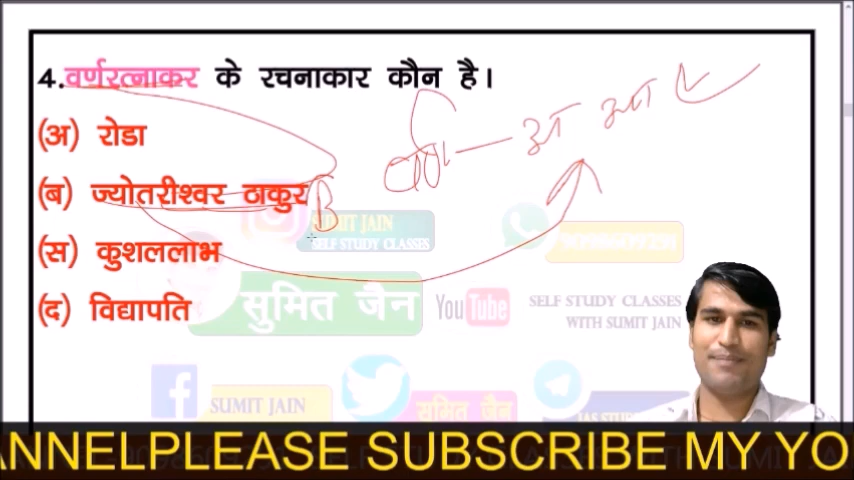 4.वर्णरत्नाकर के रचनाकार कौन है।
(अ) रोडा
(ब) ज्योतरीश्वर ठाकुर B
(स) कुशललाभ
(द) विद्यापति
SUMIT JAIN
SELF STUDY CLASSES
सुमित जैन
YouTube
SELF STUDY CLASSES
WITH SUMIT JAIN
SUMIT JAIN
सुमित जैन
ANNELPLEASE SUBSCRIBE MY YO